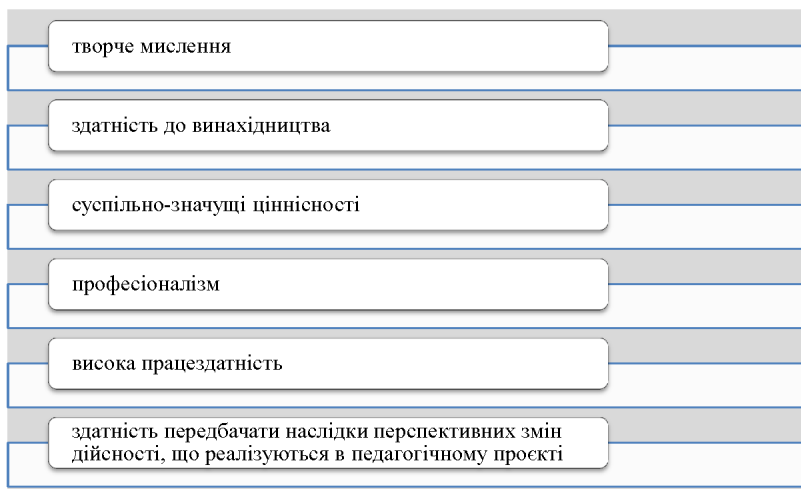 творче мислення
здатність до винахідництва
суспільно-значущі ціннісності
професіоналізм
висока працездатність
здатність передбачати наслідки перспективних змін
дійсності, що реалізуються в педагогічному проєкті